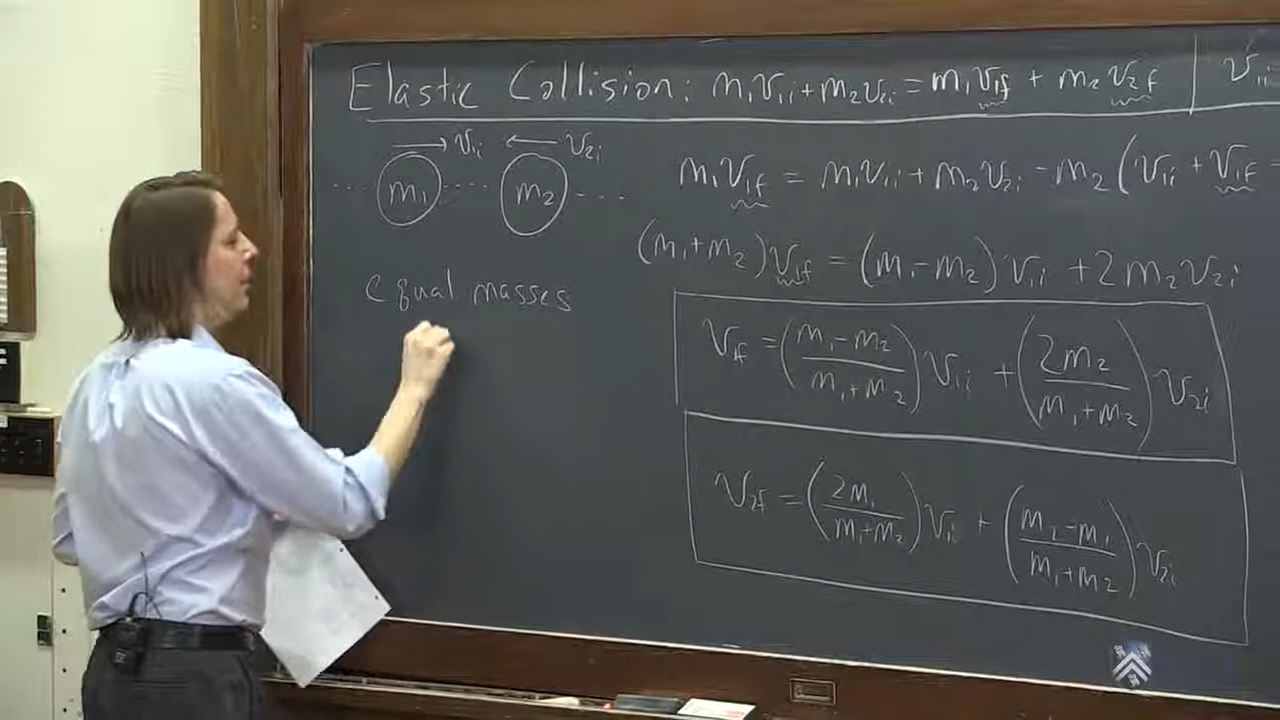 Elastic Collision: m₁v₁ᵢ + m₂v₂ᵢ = m₁v₁f + m₂v₂f | v₁ᵢ
→ v₁ᵢ ← v₂ᵢ
m₁ m₂
equal masses
m₁v₁f = m₁v₁ᵢ + m₂v₂ᵢ - m₂(v₁ᵢ + v₁f =
(m₁+m₂)v₁f = (m₁-m₂)v₁ᵢ + 2m₂v₂ᵢ
v₁f = ((m₁-m₂)/(m₁+m₂))v₁ᵢ + (2m₂/(m₁+m₂))v₂ᵢ
v₂f = (2m₁/(m₁+m₂))v₁ᵢ + ((m₂-m₁)/(m₁+m₂))v₂ᵢ